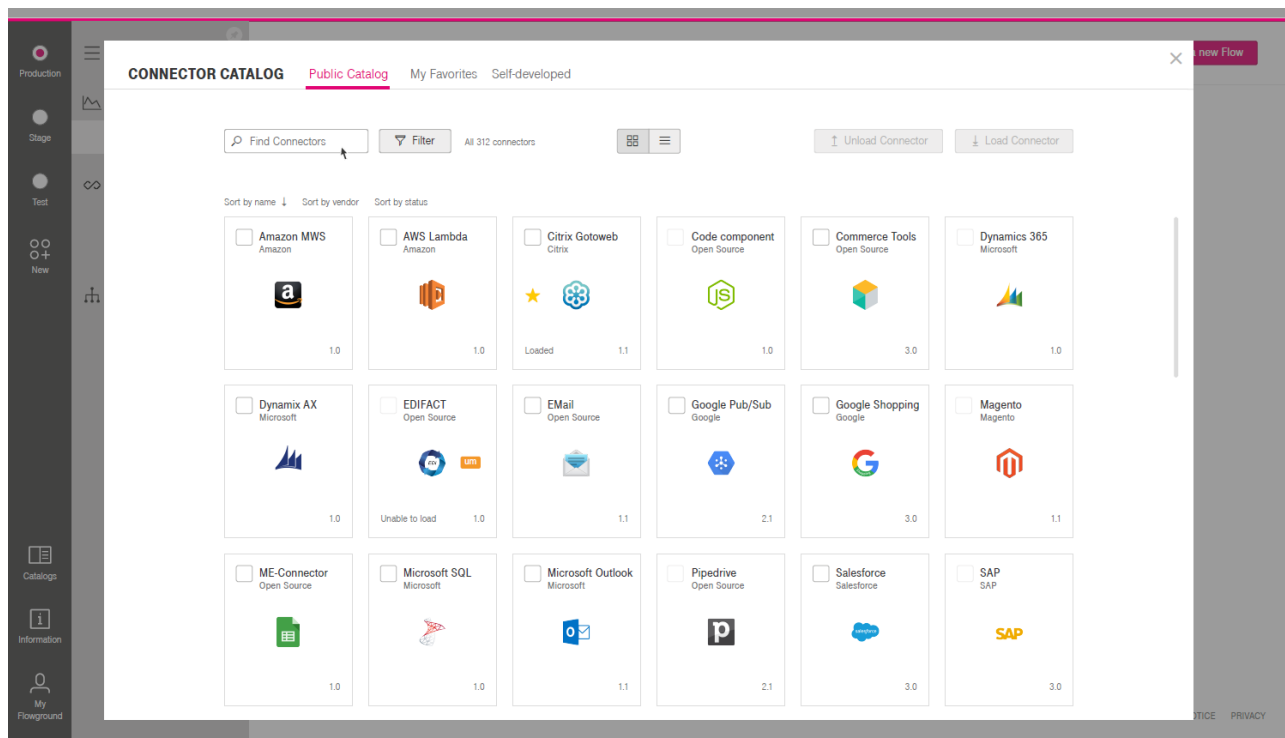 Production
Stage
Test
New
Catalogs
Information
My
Flowground
new Flow
CONNECTOR CATALOG Public Catalog My Favorites Self-developed
Find Connectors Filter All 312 connectors Unload Connector Load Connector
Sort by name ↓ Sort by vendor Sort by status
Amazon MWS
Amazon
a
1.0
AWS Lambda
Amazon
1.0
Citrix Gotoweb
Citrix
Loaded 1.1
Code component
Open Source
JS
1.0
Commerce Tools
Open Source
3.0
Dynamics 365
Microsoft
1.0
Dynamix AX
Microsoft
1.0
EDIFACT
Open Source
EDI um
Unable to load 1.0
EMail
Open Source
1.1
Google Pub/Sub
Google
2.1
Google Shopping
Google
G
3.0
Magento
Magento
1.1
ME-Connector
Open Source
1.0
Microsoft SQL
Microsoft
1.0
Microsoft Outlook
Microsoft
o
1.1
Pipedrive
Open Source
p
2.1
Salesforce
Salesforce
salesforce
3.0
SAP
SAP
SAP
3.0
OTICE PRIVACY